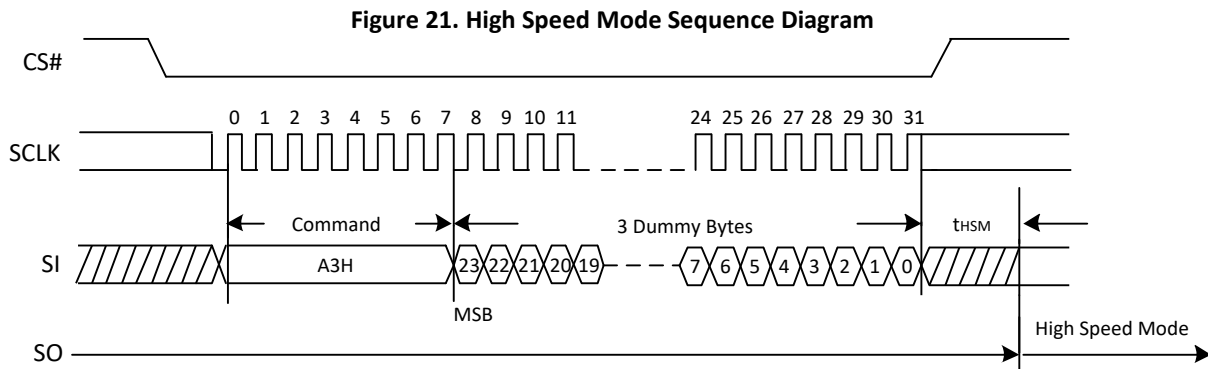 Figure 21. High Speed Mode Sequence Diagram
CS#
0 1 2 3 4 5 6 7 8 9 10 11 24 25 26 27 28 29 30 31
SCLK
Command 3 Dummy Bytes tHSM
SI A3H 23 22 21 20 19 7 6 5 4 3 2 1 0
MSB
High Speed Mode
SO